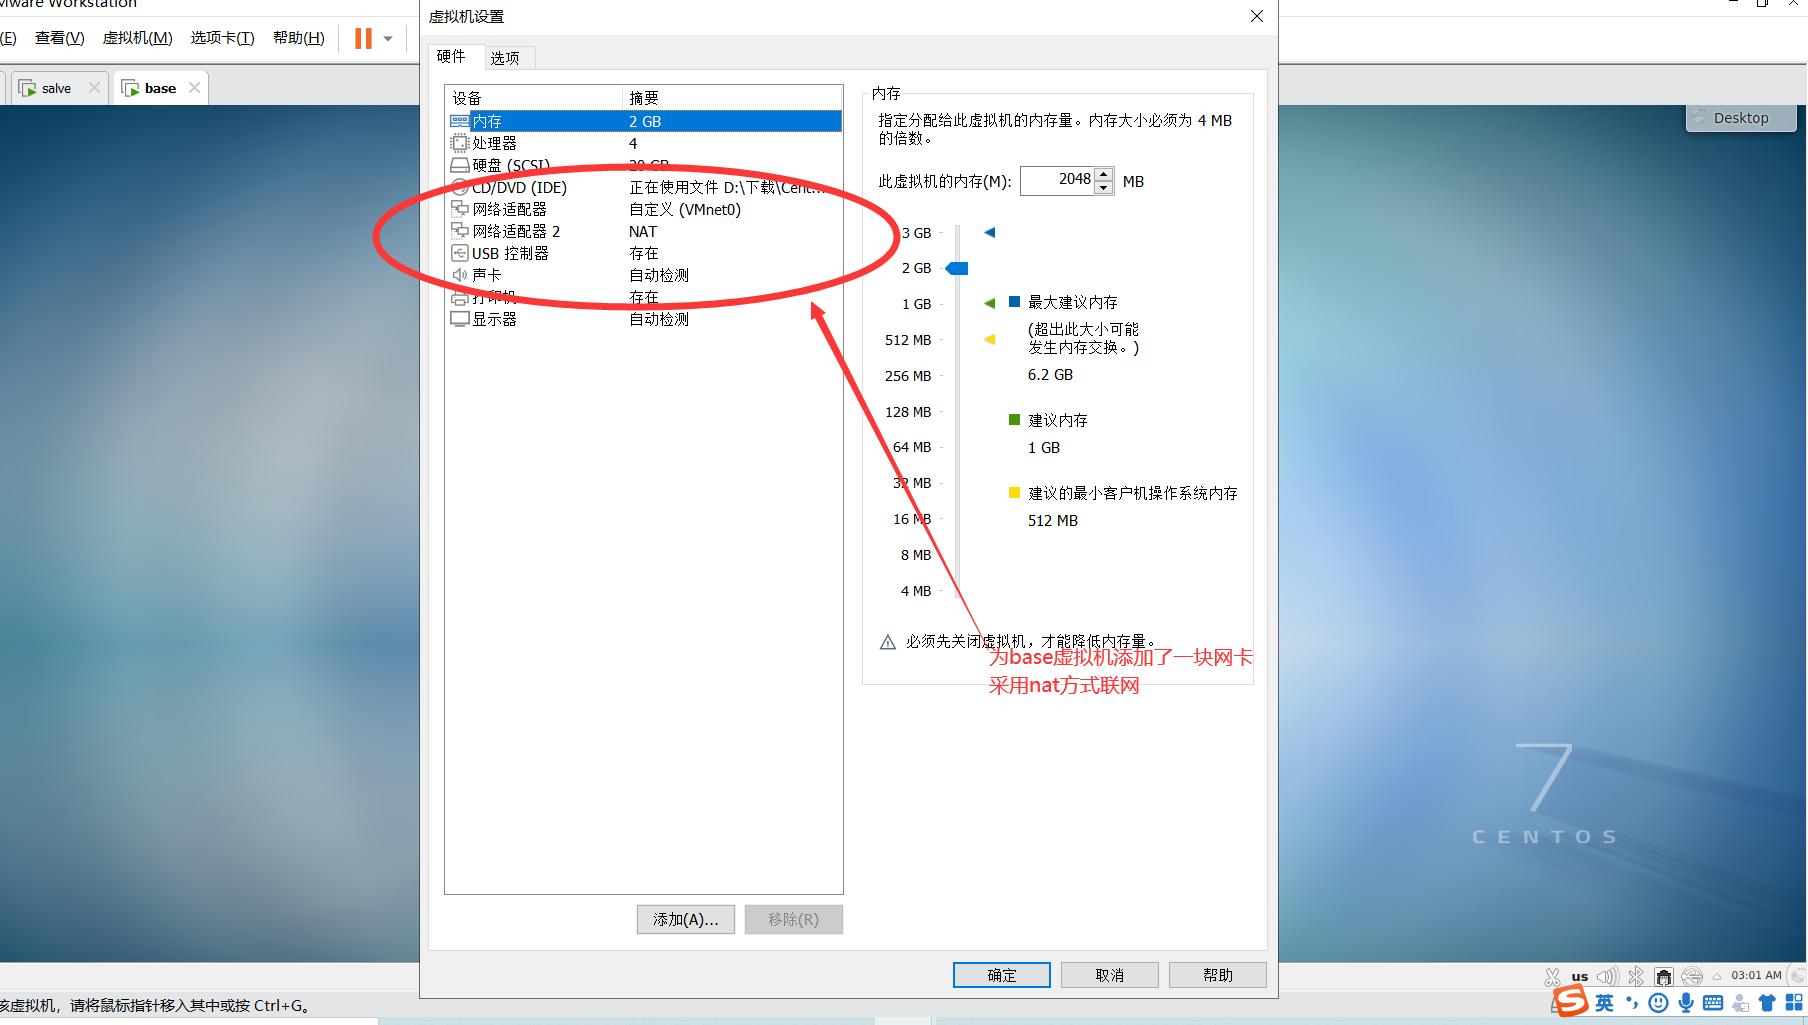 Mware Workstation
(E) 查看(V) 虚拟机(M) 选项卡(T) 帮助(H)
salve
base
Desktop
虚拟机设置
硬件 选项
设备 摘要
内存 2 GB
处理器 4
硬盘 (SCSI) 20 GB
CD/DVD (IDE) 正在使用文件 D:\下载\Cent...
网络适配器 自定义 (VMnet0)
网络适配器 2 NAT
USB 控制器 存在
声卡 自动检测
打印机 存在
显示器 自动检测
添加(A)... 移除(R)
内存
指定分配给此虚拟机的内存量。内存大小必须为 4 MB
的倍数。
此虚拟机的内存(M): 2048 MB
3 GB
2 GB
1 GB
512 MB
256 MB
128 MB
64 MB
32 MB
16 MB
8 MB
4 MB
最大建议内存
(超出此大小可能
发生内存交换。)
6.2 GB
建议内存
1 GB
建议的最小客户机操作系统内存
512 MB
必须先关闭虚拟机，才能降低内存量。
为base虚拟机添加了一块网卡
采用nat方式联网
确定 取消 帮助
7
CENTOS
us 03:01 AM
该虚拟机，请将鼠标指针移入其中或按 Ctrl+G。
S 英